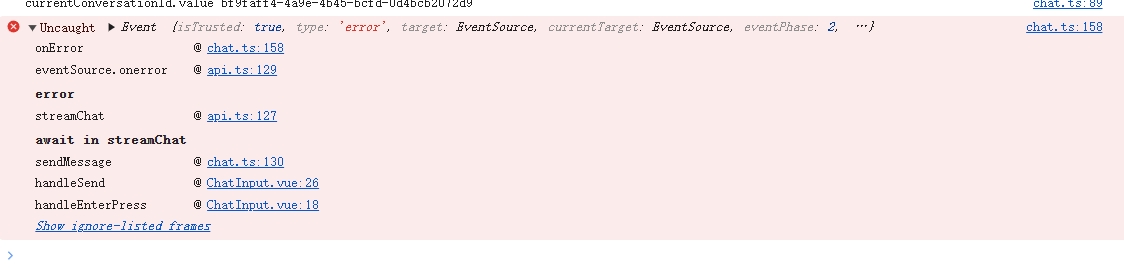 currentConversationId.value bf9faff4-4a9e-4b45-bcfd-0d4bcb2072d9 chat.ts:89
Uncaught ▶ Event {isTrusted: true, type: 'error', target: EventSource, currentTarget: EventSource, eventPhase: 2, …} chat.ts:158
onError @ chat.ts:158
eventSource.onerror @ api.ts:129
error
streamChat @ api.ts:127
await in streamChat
sendMessage @ chat.ts:130
handleSend @ ChatInput.vue:26
handleEnterPress @ ChatInput.vue:18
Show ignore-listed frames